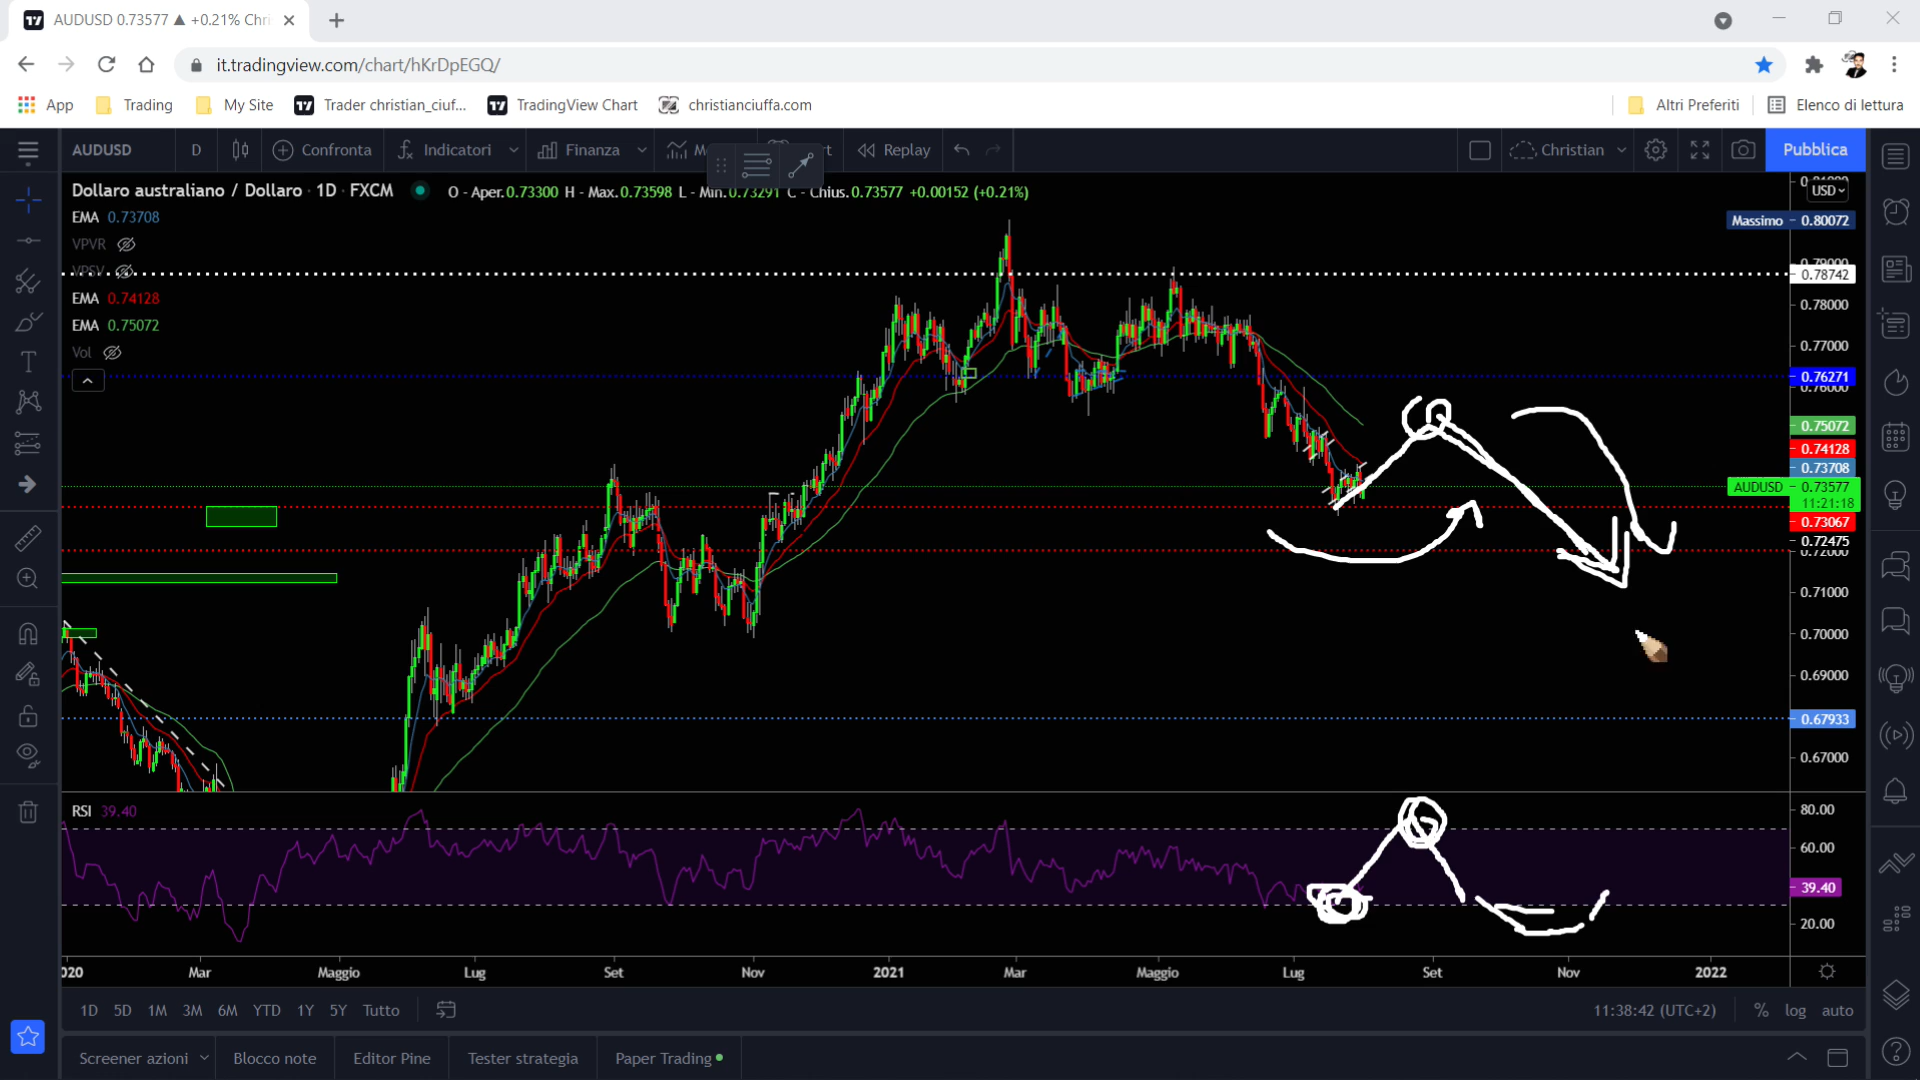 AUDUSD 0.73577 ▲ +0.21% Chri
it.tradingview.com/chart/hKrDpEGQ/
App Trading My Site Trader christian_ciuf... TradingView Chart christianciuffa.com Altri Preferiti Elenco di lettura
AUDUSD D Confronta Indicatori Finanza Replay Christian Pubblica
Dollaro australiano / Dollaro · 1D · FXCM O - Aper.0.73300 H - Max.0.73598 L - Min.0.73291 C - Chius.0.73577 +0.00152 (+0.21%)
USD
EMA 0.73708
Massimo 0.80072
VPVR
VPSV
0.79000
0.78742
EMA 0.74128
0.78000
EMA 0.75072
0.77000
Vol
0.76271
0.76000
0.75072
0.74128
0.73708
AUDUSD 0.73577
11:21:18
0.73067
0.72475
0.72000
0.71000
0.70000
0.69000
0.67933
0.67000
RSI 39.40
80.00
60.00
39.40
20.00
020 Mar Maggio Lug Set Nov 2021 Mar Maggio Lug Set Nov 2022
1D 5D 1M 3M 6M YTD 1Y 5Y Tutto 11:38:42 (UTC+2) % log auto
Screener azioni Blocco note Editor Pine Tester strategia Paper Trading